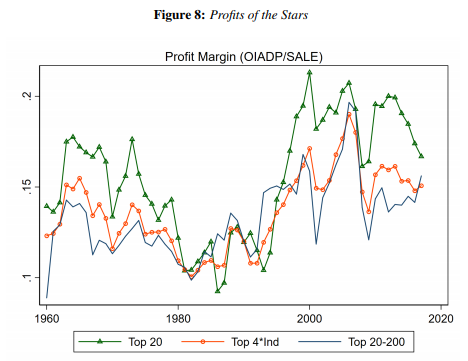 Figure 8: Profits of the Stars
Profit Margin (OIADP/SALE)
.2
.15
.1
1960 1980 2000 2020
Top 20 Top 4*Ind Top 20-200